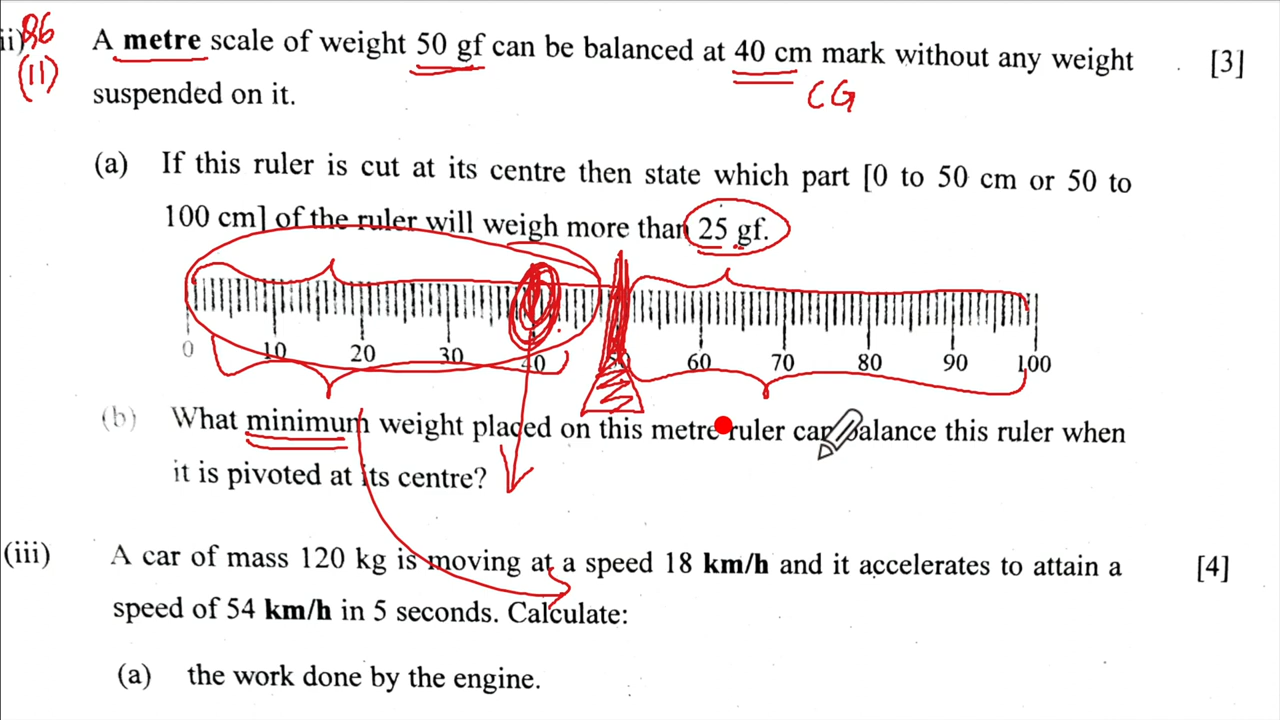 ii) Q6
(11)
A metre scale of weight 50 gf can be balanced at 40 cm mark without any weight [3]
suspended on it.
CG
(a) If this ruler is cut at its centre then state which part [0 to 50 cm or 50 to
100 cm] of the ruler will weigh more than 25 gf.
0 10 20 30 40 60 70 80 90 100
(b) What minimum weight placed on this metre ruler can balance this ruler when
it is pivoted at its centre?
(iii) A car of mass 120 kg is moving at a speed 18 km/h and it accelerates to attain a [4]
speed of 54 km/h in 5 seconds. Calculate:
(a) the work done by the engine.